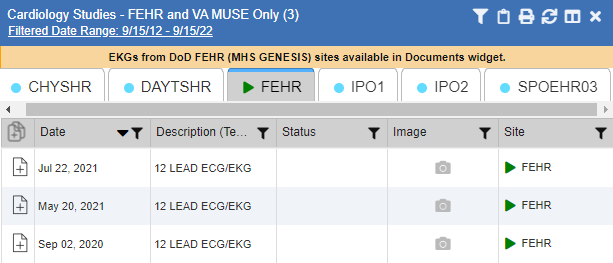 Cardiology Studies - FEHR and VA MUSE Only (3)
Filtered Date Range: 9/15/12 - 9/15/22
EKGs from DoD FEHR (MHS GENESIS) sites available in Documents widget.
CHYSHR DAYTSHR FEHR IPO1 IPO2 SPOEHR03
Date Description (Te... Status Image Site
Jul 22, 2021 12 LEAD ECG/EKG FEHR
May 20, 2021 12 LEAD ECG/EKG FEHR
Sep 02, 2020 12 LEAD ECG/EKG FEHR